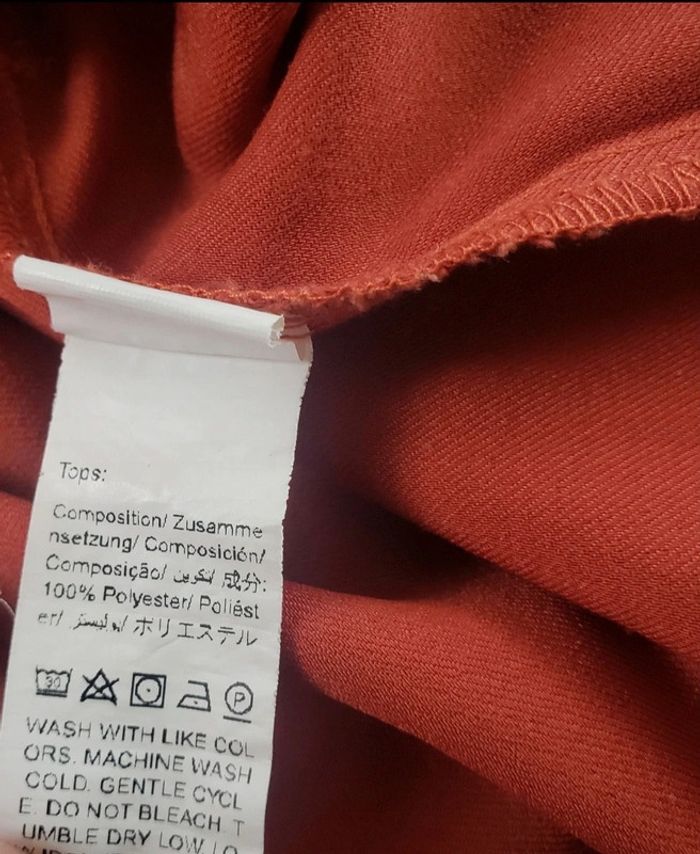 Tops:
Composition/ Zusamme
nsetzung/ Composición/
Composição/ تكوين/ 成分:
100% Polyester/ Poliést
er/ بوليستر/ ポリエステル
30
P
WASH WITH LIKE COL
ORS. MACHINE WASH
COLD. GENTLE CYCL
E. DO NOT BLEACH. T
UMBLE DRY LOW. LO